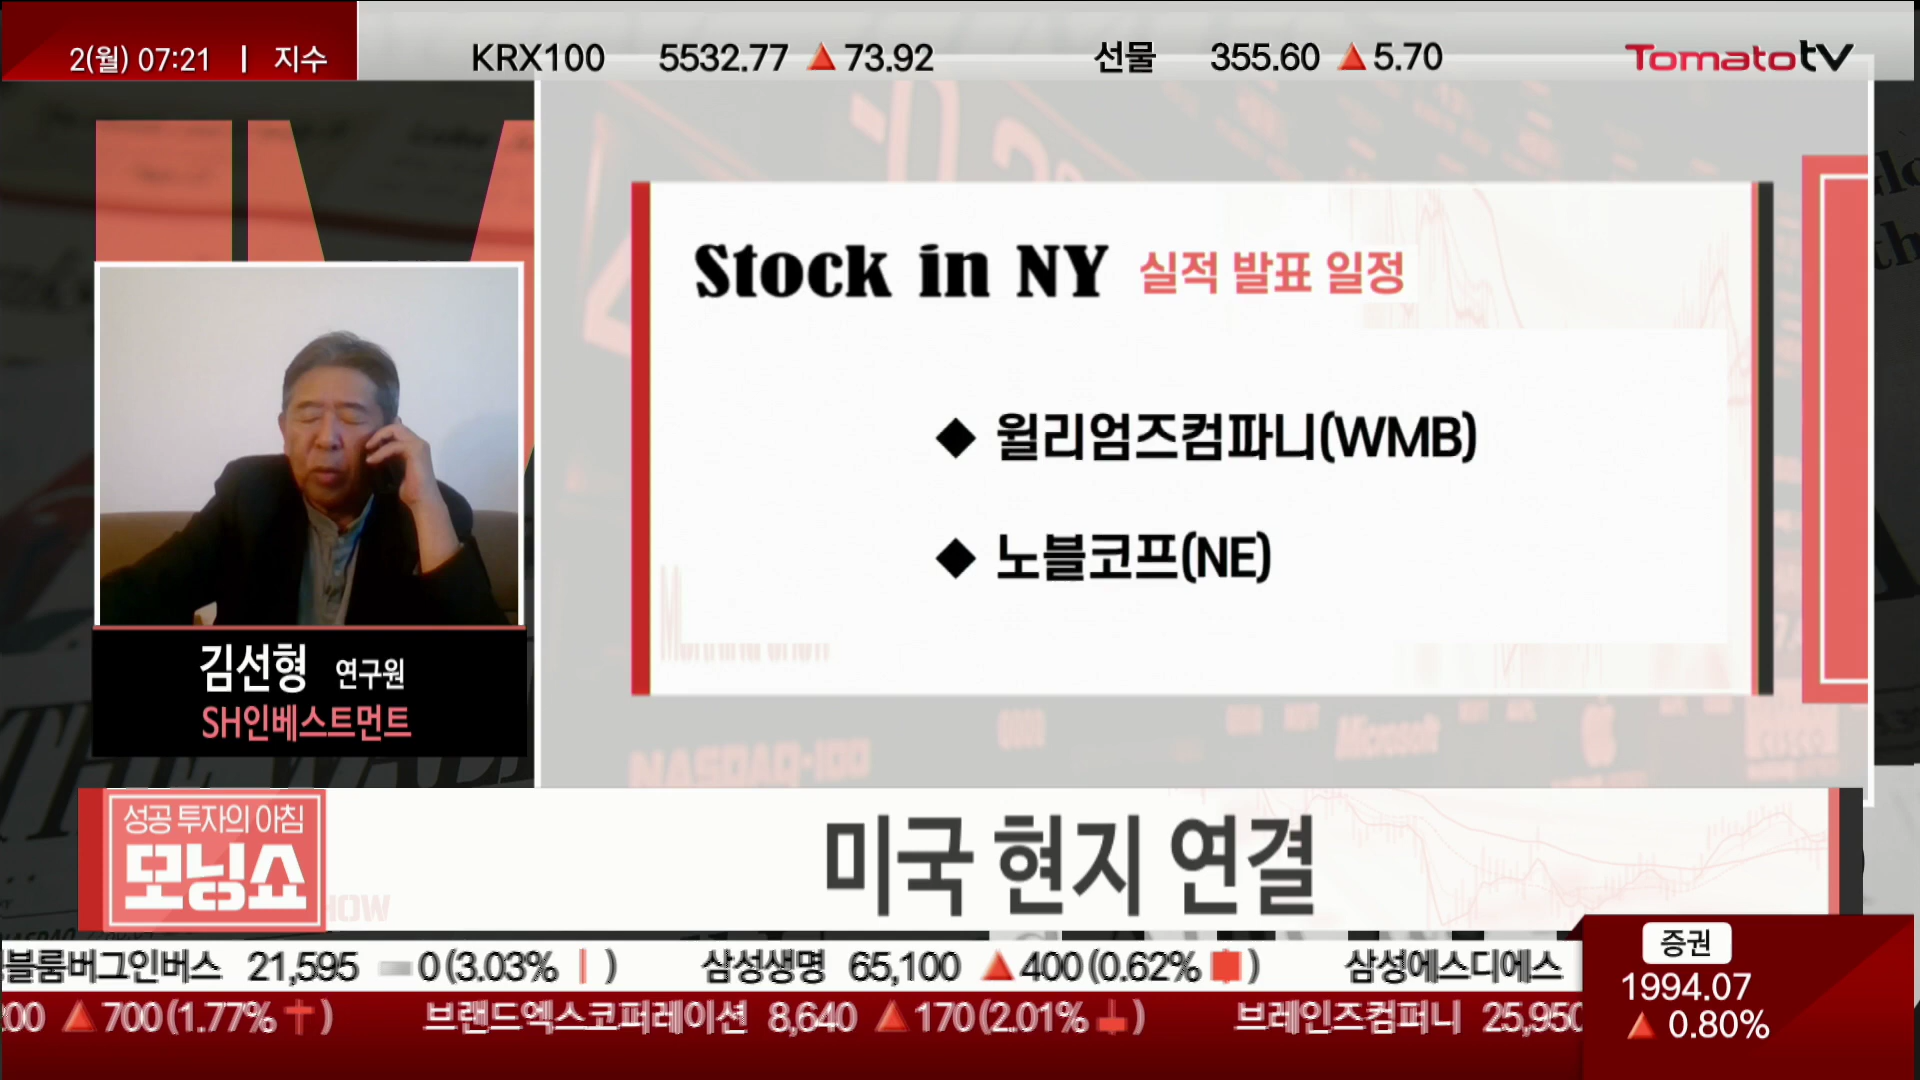 2(월) 07:21 | 지수
KRX100 5532.77 ▲73.92
선물 355.60 ▲5.70
Tomatotv
Stock in NY 실적 발표 일정
◆ 윌리엄즈컴파니(WMB)
◆ 노블코프(NE)
김선형 연구원
SH인베스트먼트
NASDAQ-100
Microsoft
성공 투자의 아침
모닝쇼
미국 현지 연결
블룸버그인버스 21,595 0(3.03% ) 삼성생명 65,100 ▲400(0.62% ) 삼성에스디에스
00 ▲700(1.77% ) 브랜드엑스코퍼레이션 8,640 ▲170(2.01% ) 브레인즈컴퍼니 25,950
증권
1994.07
▲ 0.80%